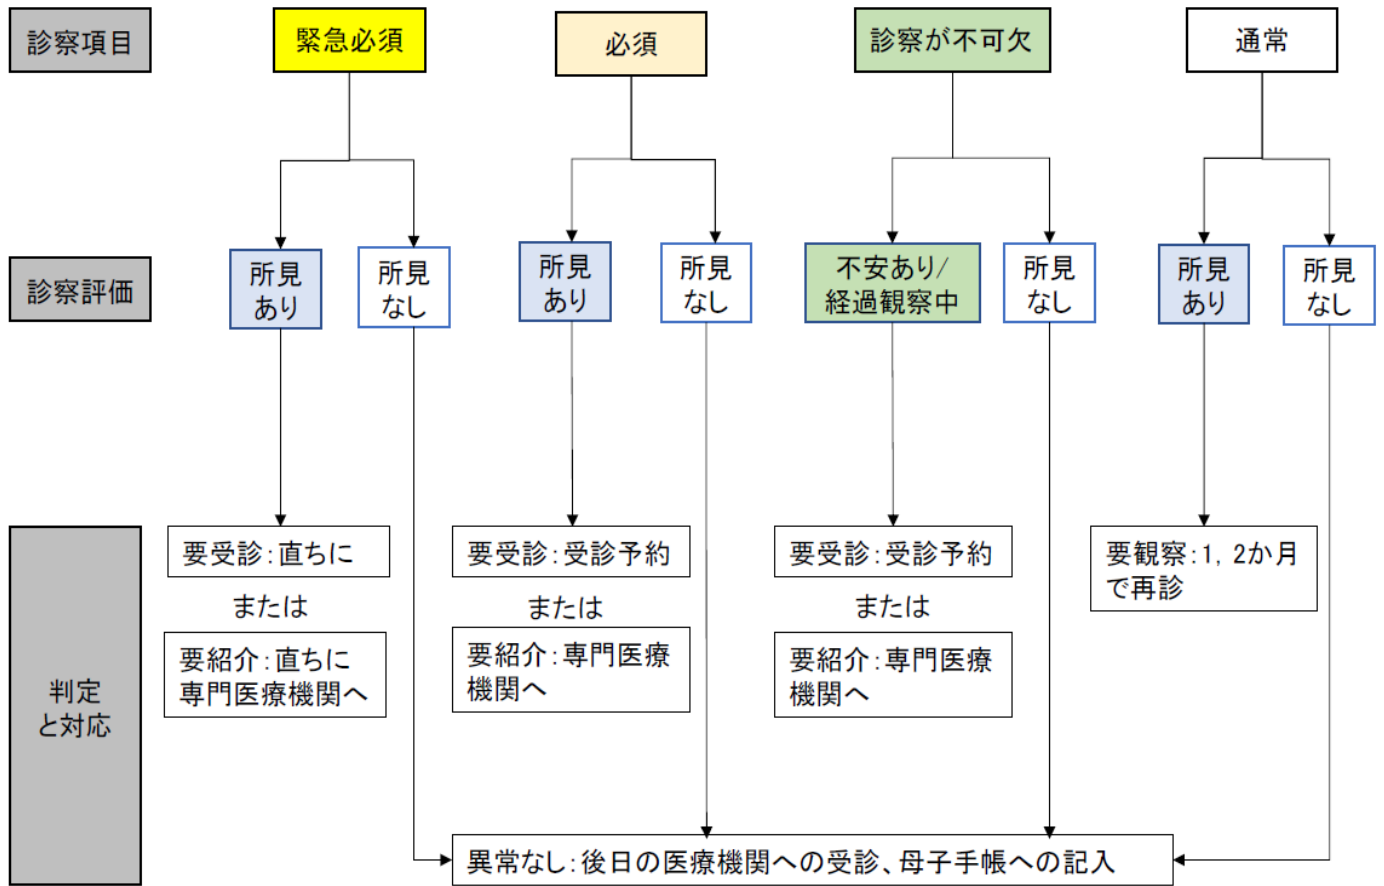 診察項目
緊急必須
必須
診察が不可欠
通常
診察評価
所見
あり
所見
なし
所見
あり
所見
なし
不安あり/
経過観察中
所見
なし
所見
あり
所見
なし
判定
と対応
要受診:直ちに
または
要紹介:直ちに
専門医療機関へ
要受診:受診予約
または
要紹介:専門医療
機関へ
要受診:受診予約
または
要紹介:専門医療
機関へ
要観察:1, 2か月
で再診
異常なし:後日の医療機関への受診、母子手帳への記入